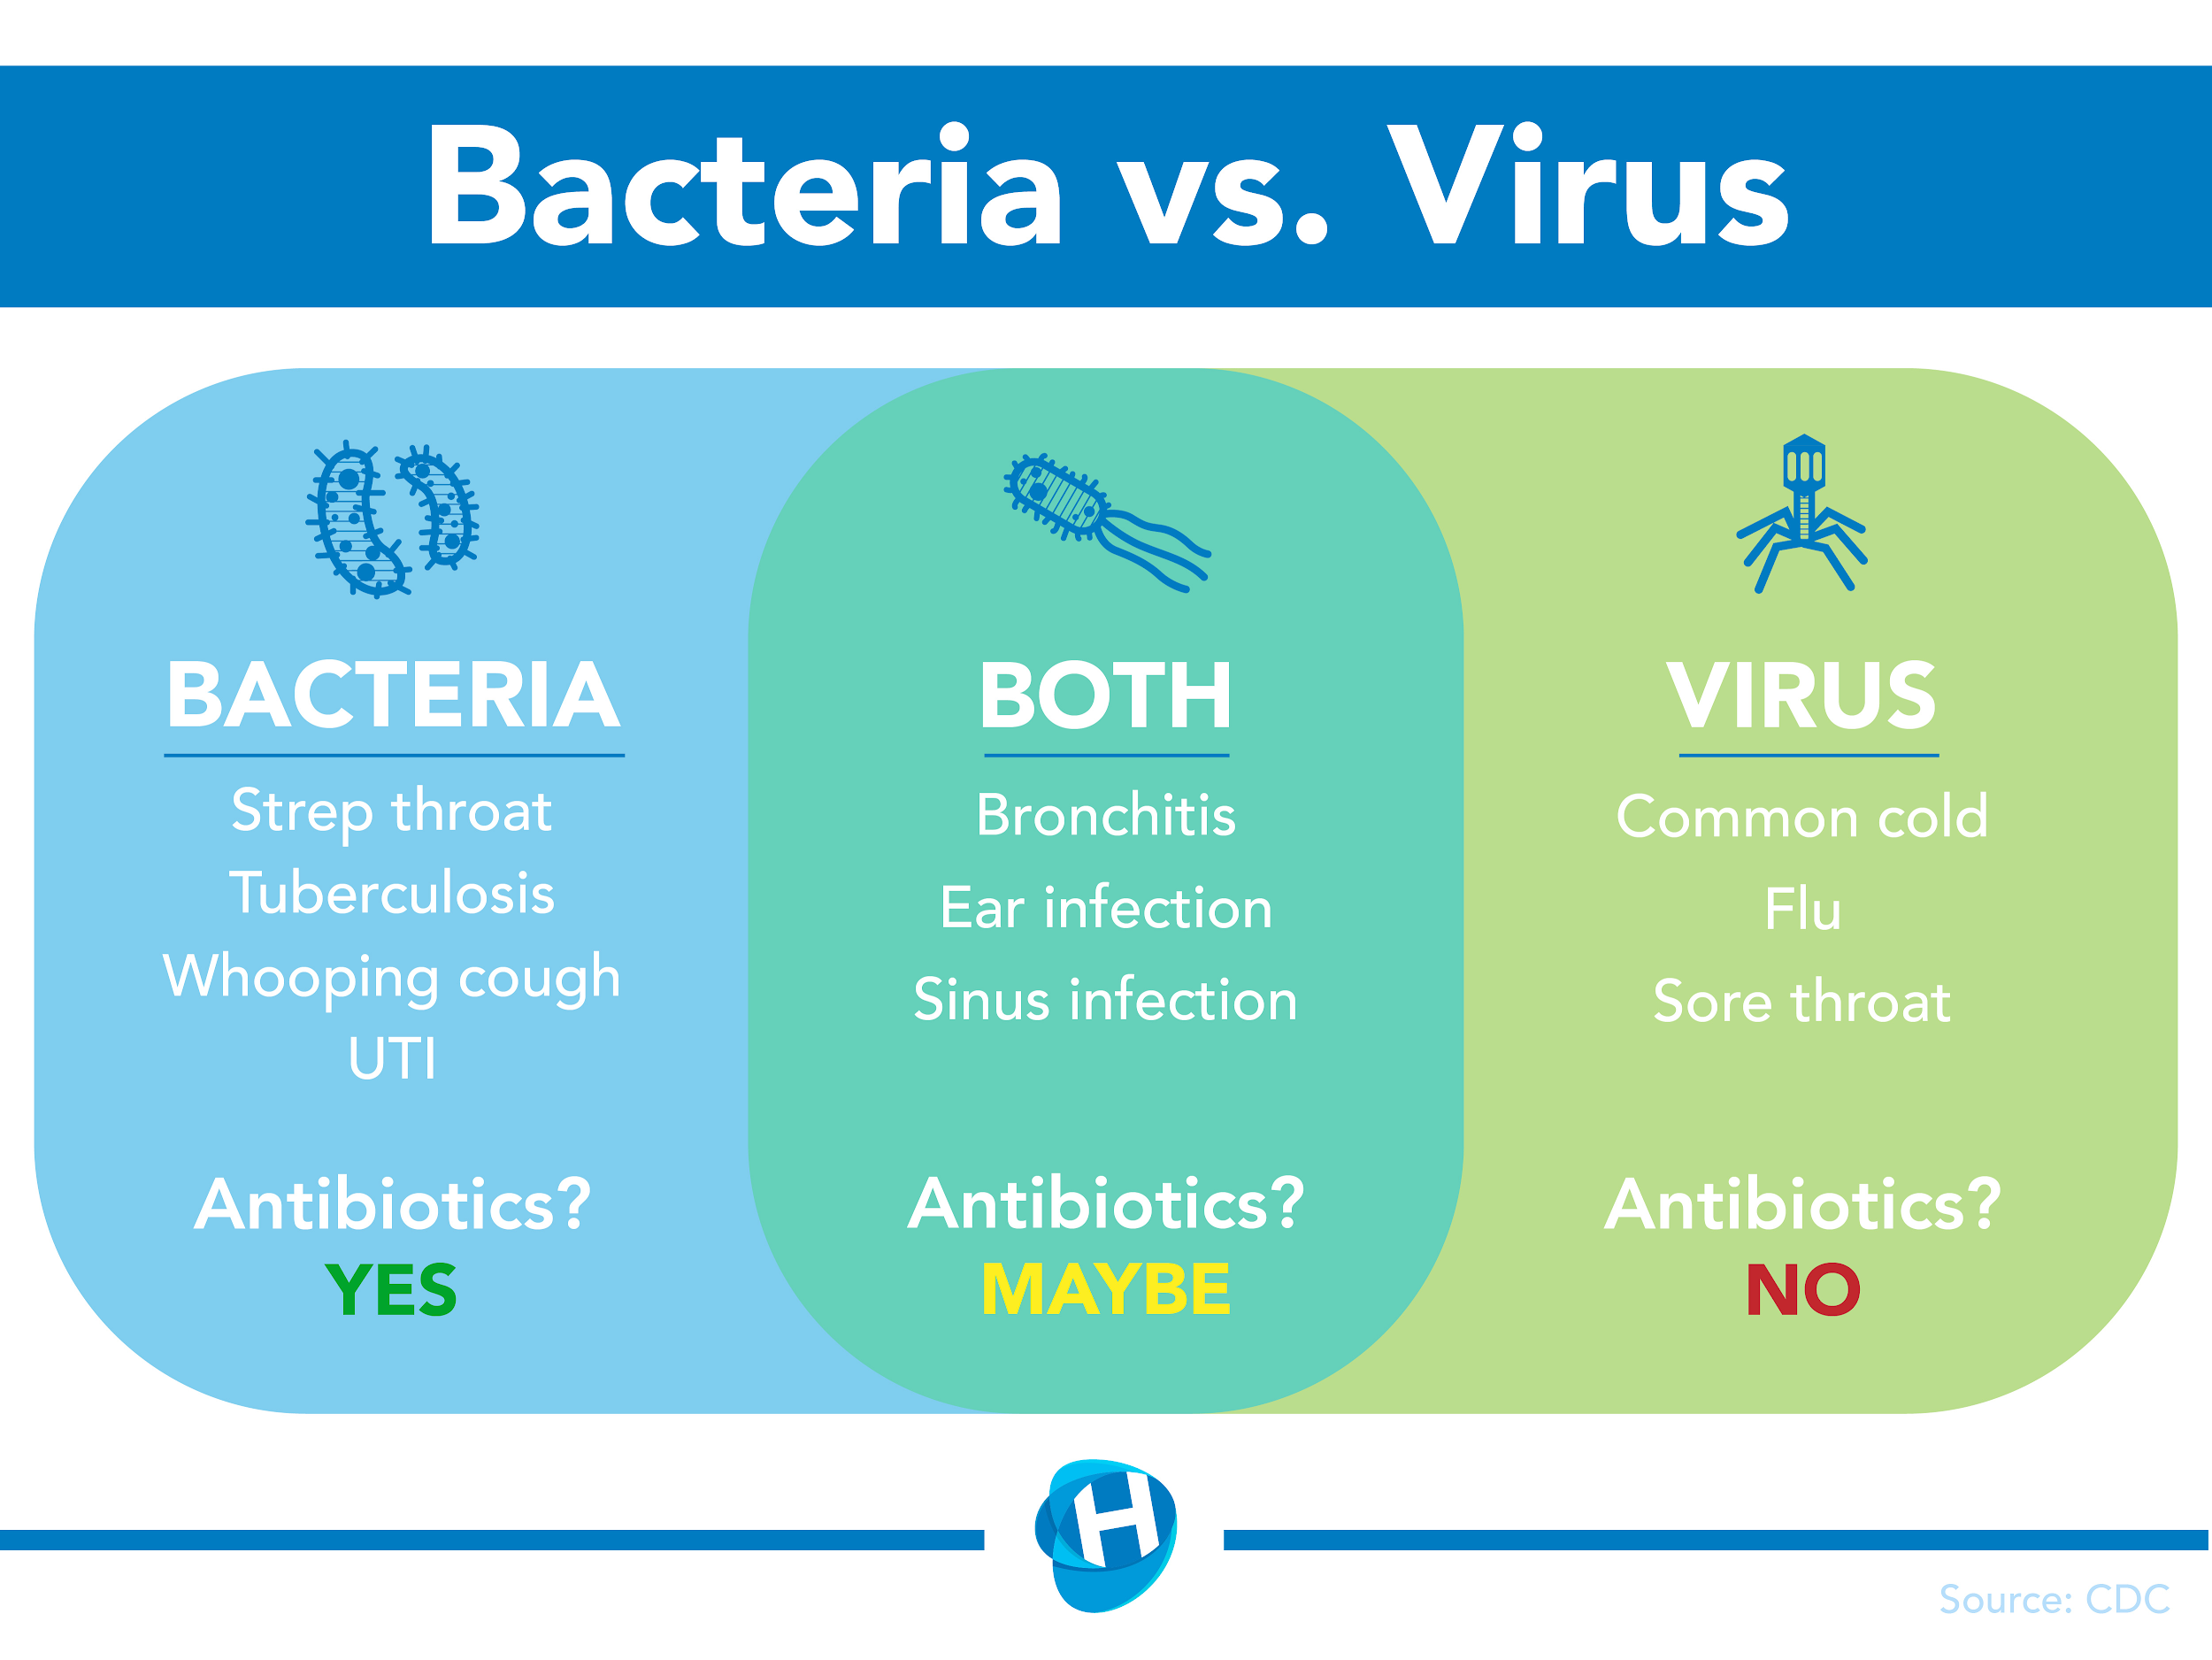 Bacteria vs. Virus
BACTERIA
Strep throat
Tuberculosis
Whooping cough
UTI
Antibiotics?
YES
BOTH
Bronchitis
Ear infection
Sinus infection
Antibiotics?
MAYBE
VIRUS
Common cold
Flu
Sore throat
Antibiotics?
NO
H
Source: CDC